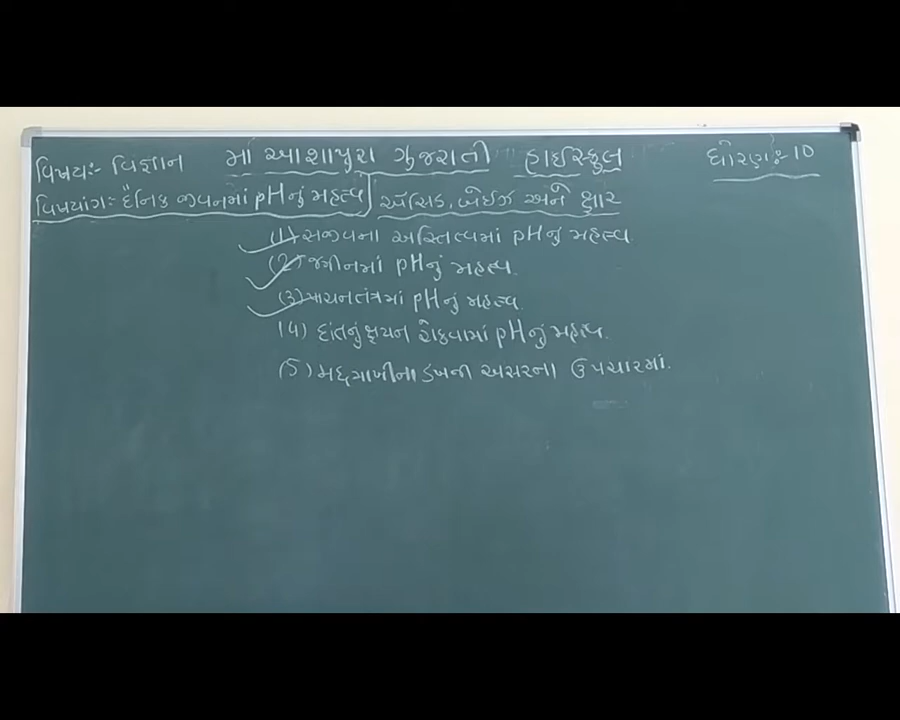 વિષય:- વિજ્ઞાન માં આશાપુરા ગુજરાતી હાઈસ્કૂલ ધોરણ:- 10
વિષયાંગ:- દૈનિક જીવનમાં pHનું મહત્વ ઍસિડ, બેઈઝ અને ક્ષાર
(1) સજીવના અસ્તિત્વમાં pHનું મહત્વ.
(2) જમીનમાં pHનું મહત્વ.
(3) પાચનતંત્રમાં pHનું મહત્વ.
(4) દાંતનું ક્ષયન રોકવામાં pHનું મહત્વ.
(5) મધમાખીના ડંખની અસરના ઉપચારમાં.